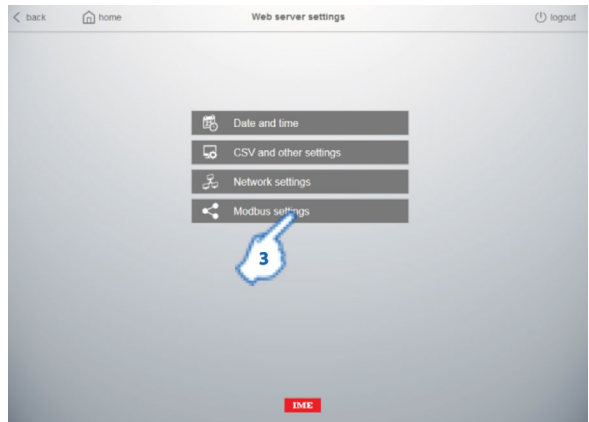 back home Web server settings logout
Date and time
CSV and other settings
Network settings
Modbus settings
3
IME